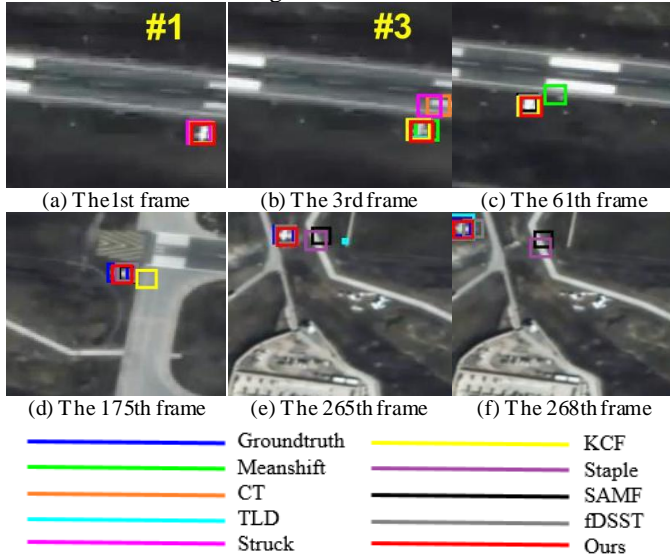 #1 #3
(a) The1st frame (b) The 3rd frame (c) The 61th frame
(d) The 175th frame (e) The 265th frame (f) The 268th frame
Groundtruth KCF
Meanshift Staple
CT SAMF
TLD fDSST
Struck Ours